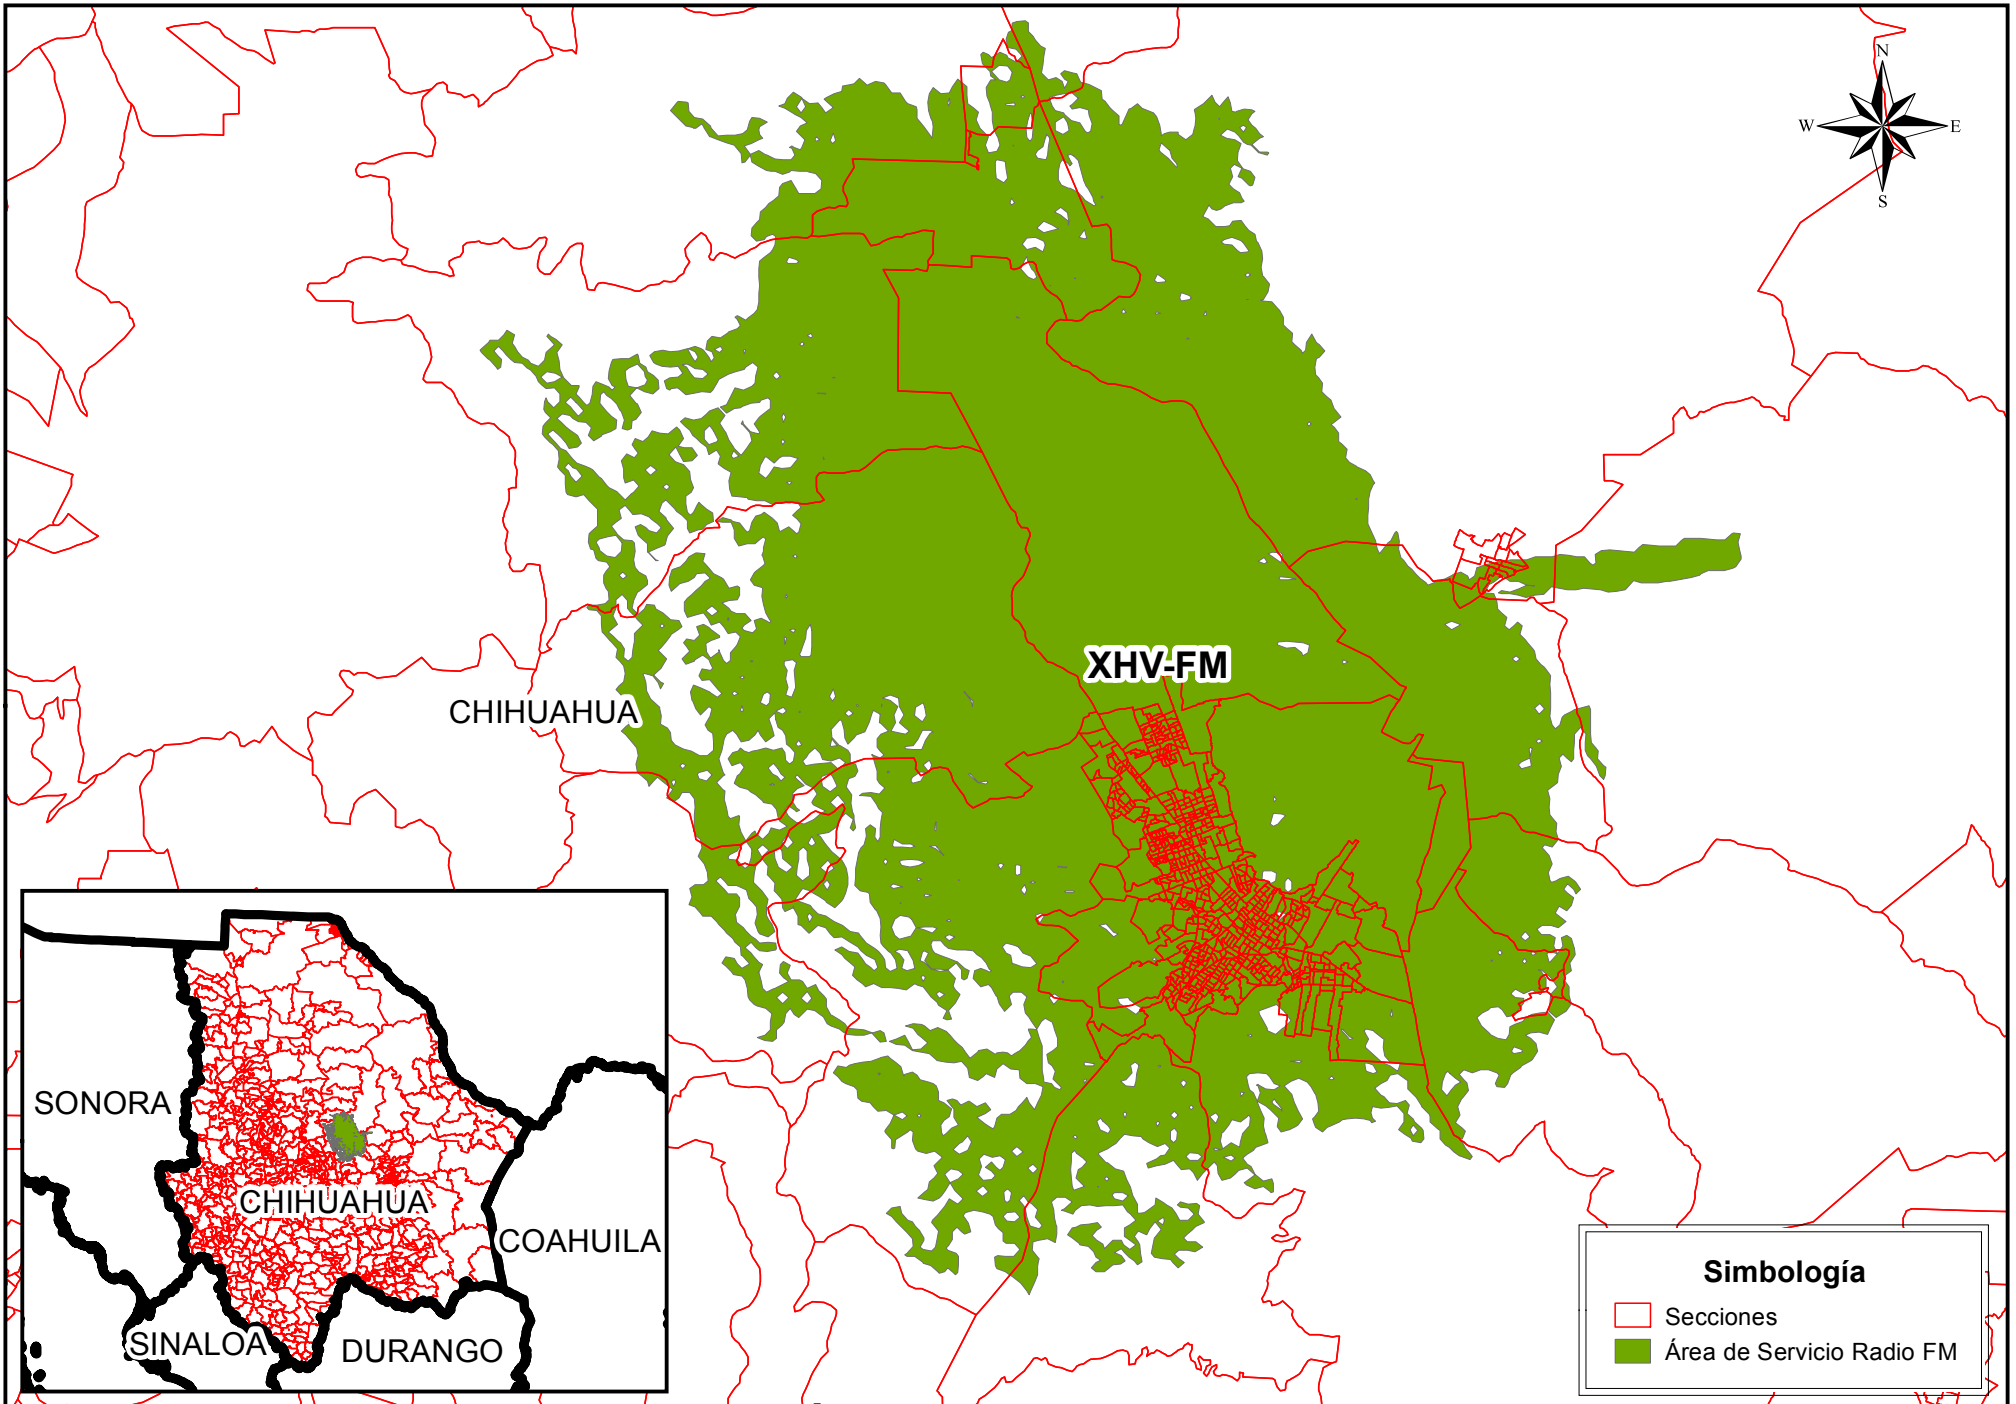 N
W E
S
XHV-FM
CHIHUAHUA
SONORA
CHIHUAHUA
COAHUILA
SINALOA
DURANGO
Simbología
Secciones
Área de Servicio Radio FM